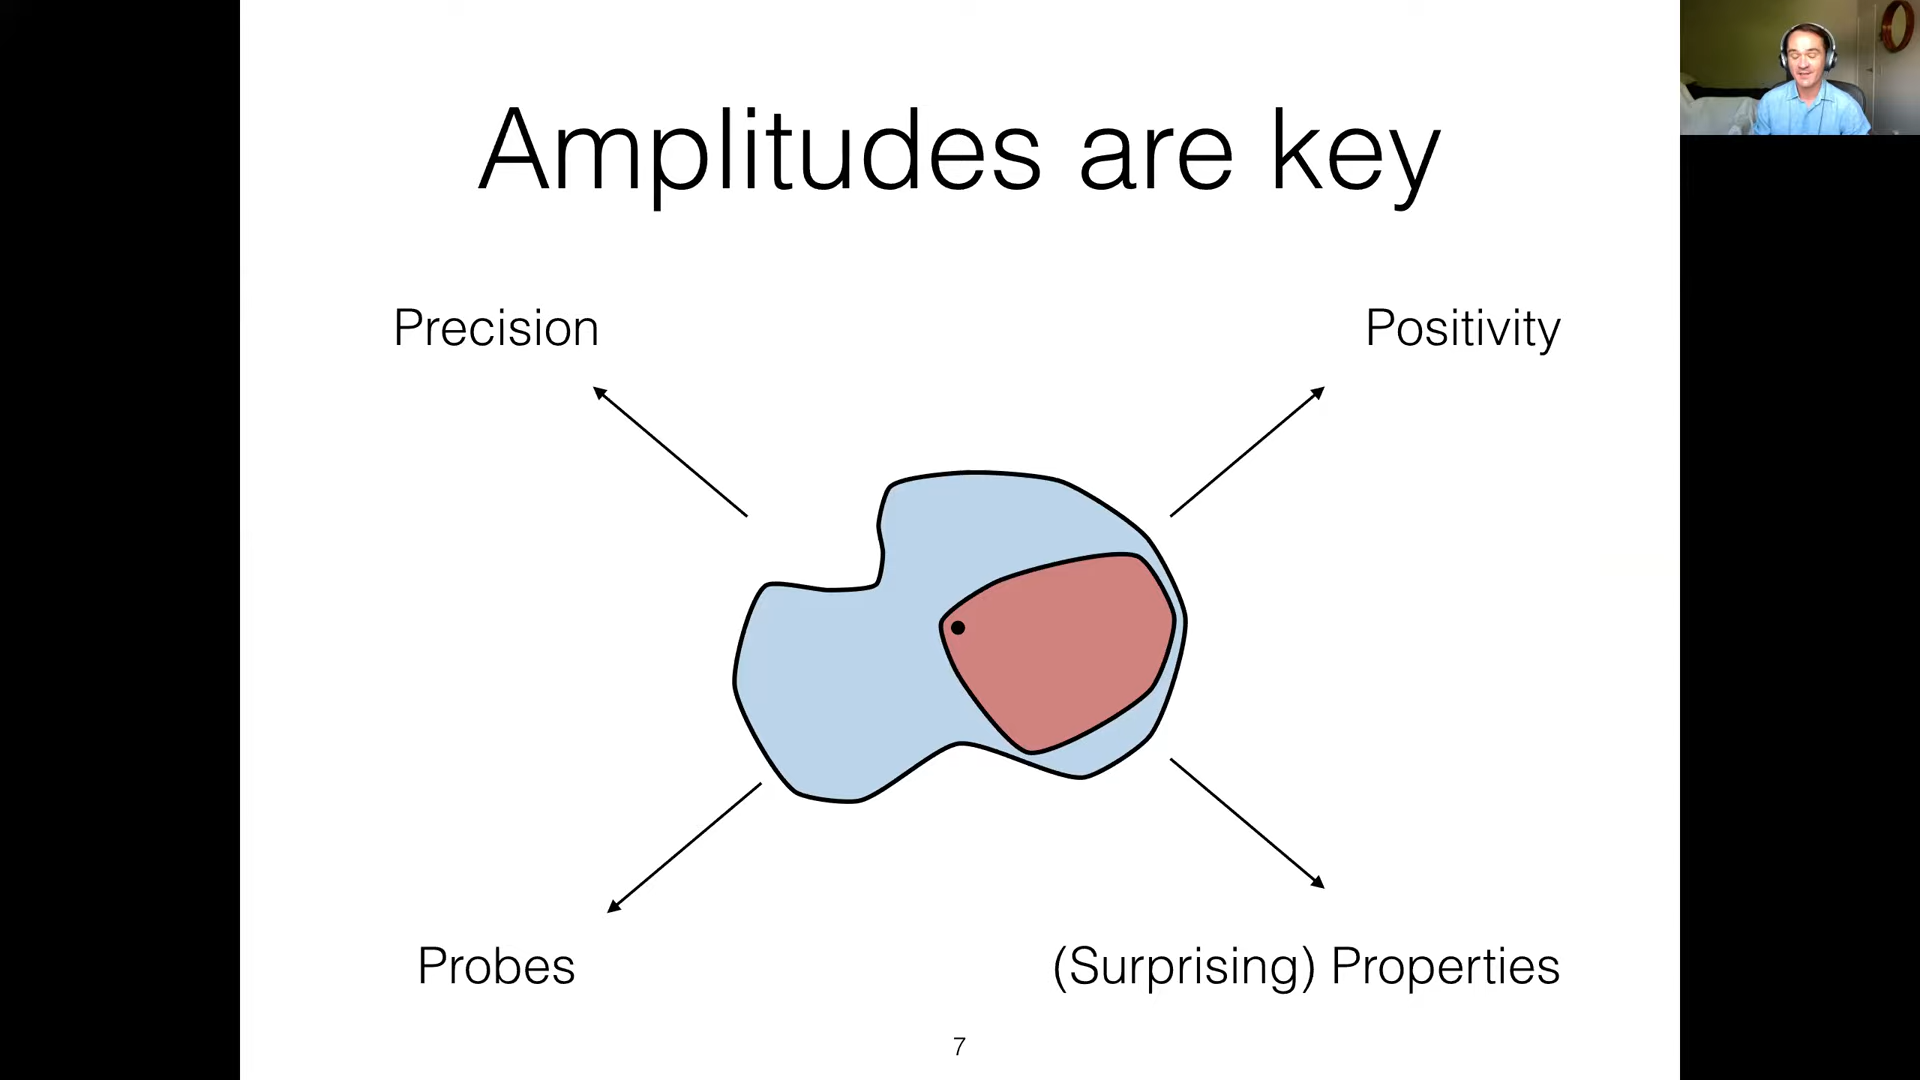 Amplitudes are key
Precision
Positivity
Probes
(Surprising) Properties
7